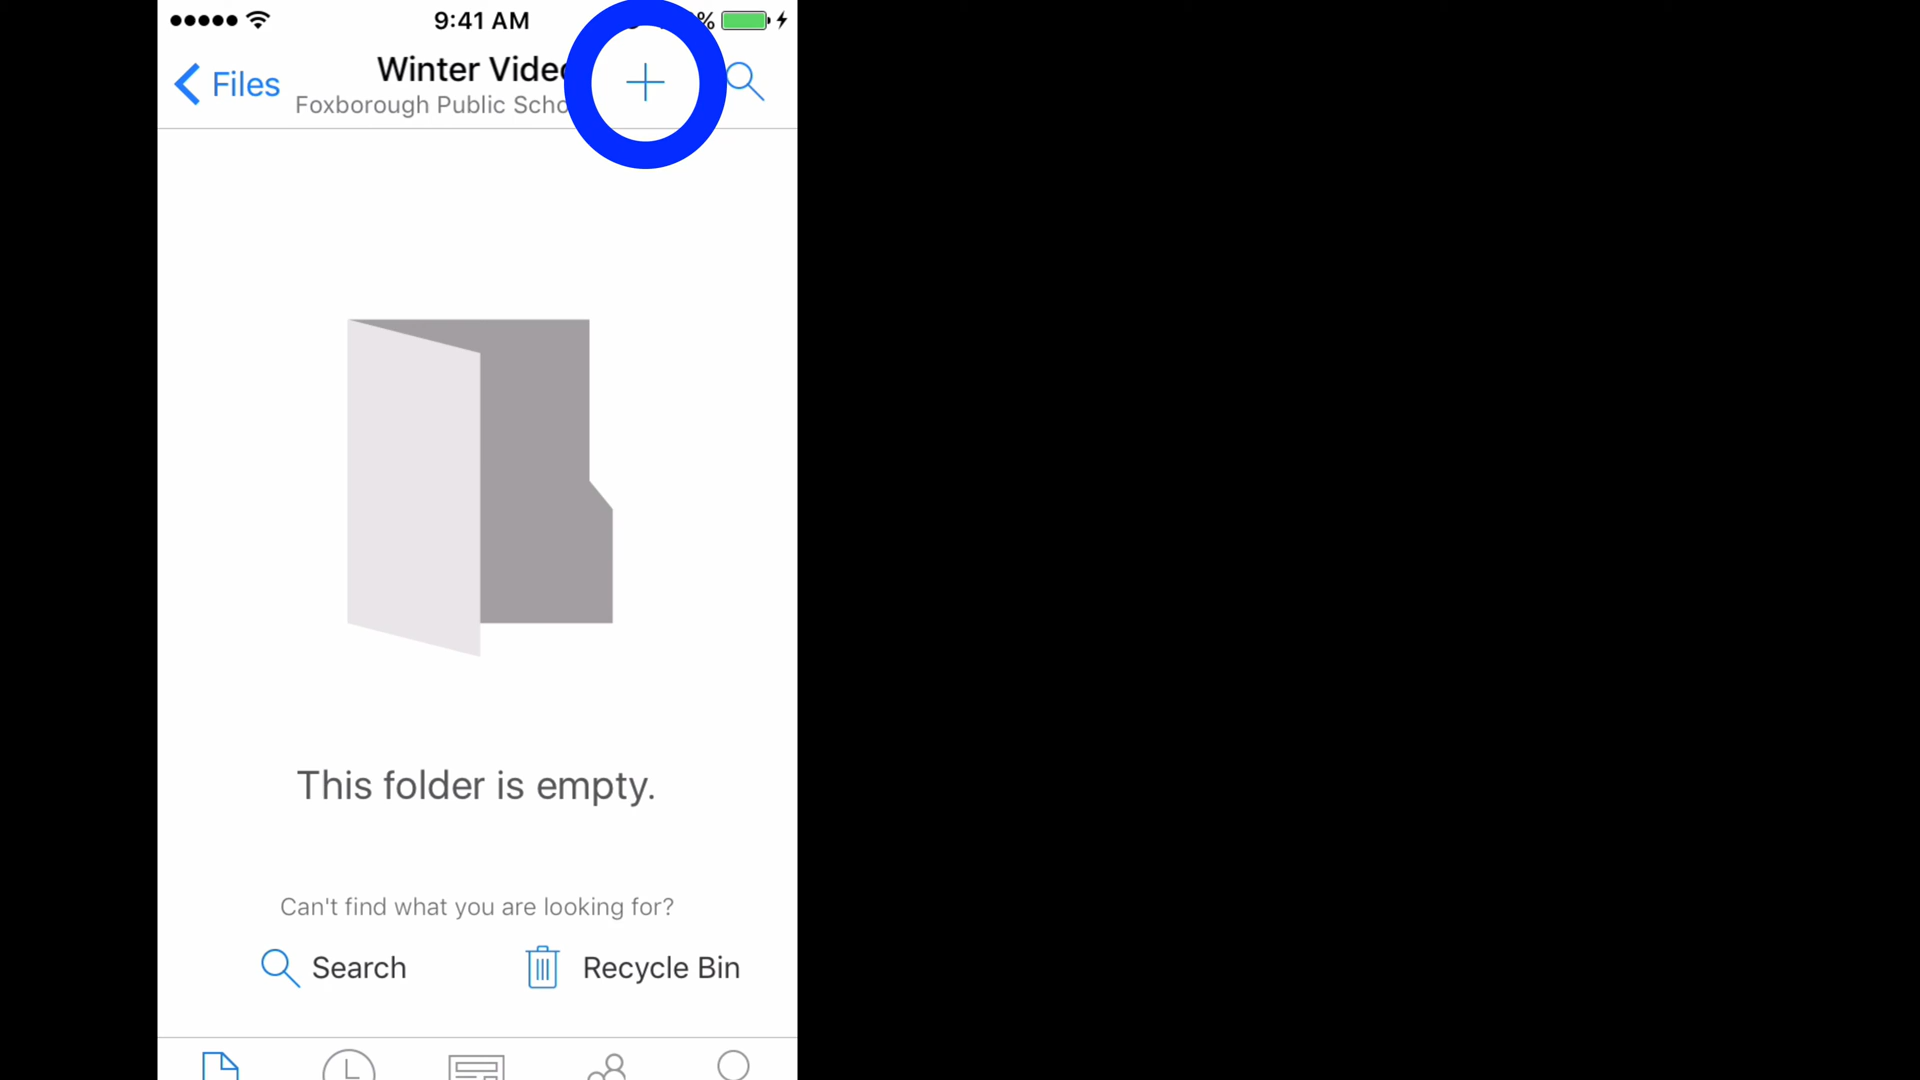 9:41 AM
%
Files
Winter Video
Foxborough Public Scho
This folder is empty.
Can't find what you are looking for?
Search
Recycle Bin